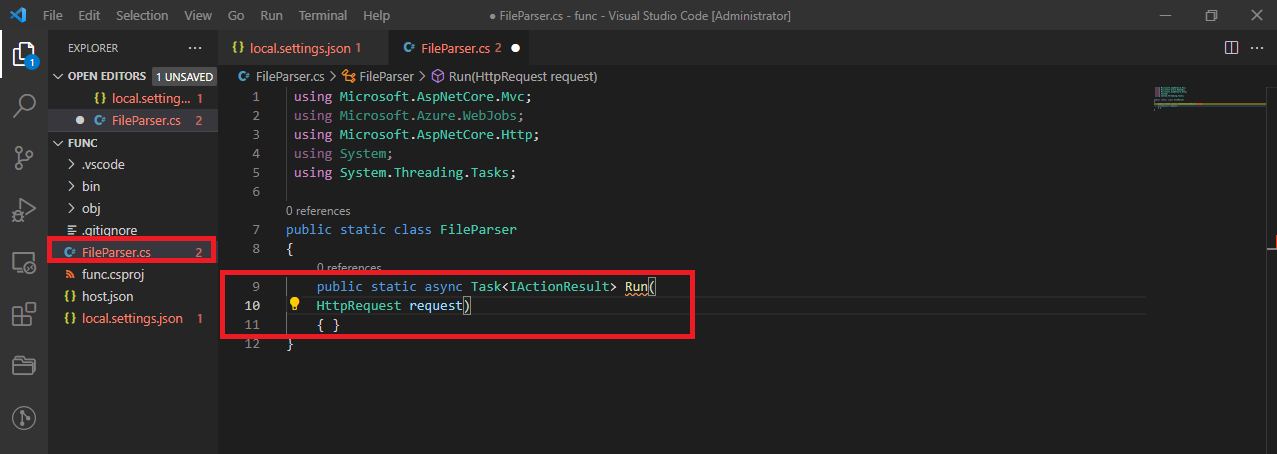 File Edit Selection View Go Run Terminal Help ● FileParser.cs - func - Visual Studio Code [Administrator]
EXPLORER ··· {} local.settings.json 1 FileParser.cs 2 ●
OPEN EDITORS 1 UNSAVED
{} local.setting... 1
● FileParser.cs 2
FUNC
.vscode
bin
obj
.gitignore
FileParser.cs 2
func.csproj
{} host.json
{} local.settings.json 1
1
FileParser.cs > FileParser > Run(HttpRequest request)
1 using Microsoft.AspNetCore.Mvc;
2 using Microsoft.Azure.WebJobs;
3 using Microsoft.AspNetCore.Http;
4 using System;
5 using System.Threading.Tasks;
6
0 references
7 public static class FileParser
8 {
0 references
9 public static async Task<IActionResult> Run(
10 HttpRequest request)
11 { }
12 }